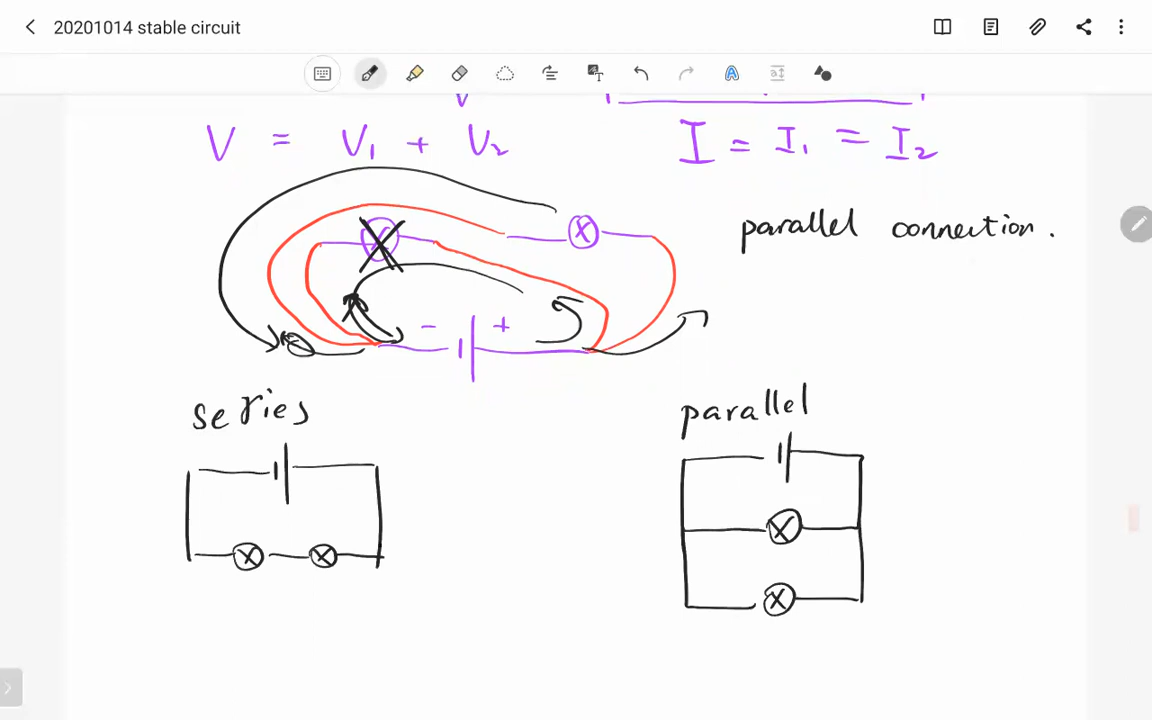 20201014 stable circuit
V = V₁ + V₂
I = I₁ = I₂
parallel connection.
- +
series
parallel